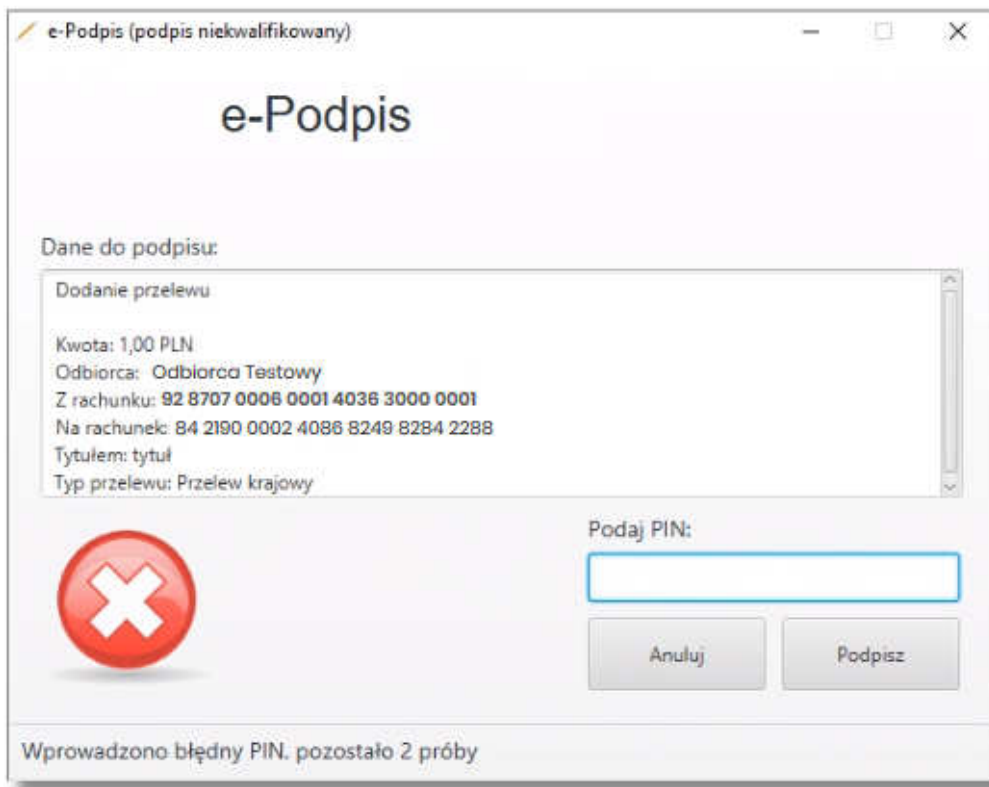 e-Podpis (podpis niekwalifikowany)
e-Podpis
Dane do podpisu:
Dodanie przelewu
Kwota: 1,00 PLN
Odbiorca: Odbiorca Testowy
Z rachunku: 92 8707 0006 0001 4036 3000 0001
Na rachunek: 84 2190 0002 4086 8249 8284 2288
Tytułem: tytuł
Typ przelewu: Przelew krajowy
Podaj PIN:
Anuluj
Podpisz
Wprowadzono błędny PIN. pozostało 2 próby